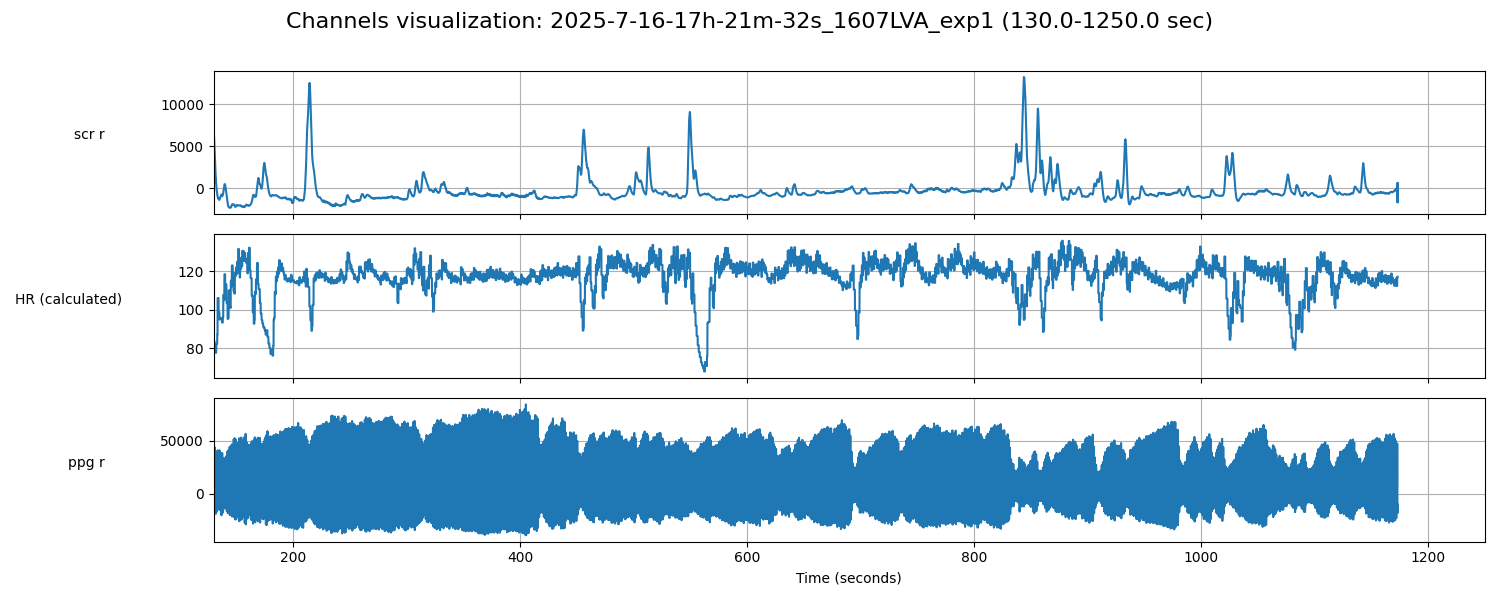 Channels visualization: 2025-7-16-17h-21m-32s_1607LVA_exp1 (130.0-1250.0 sec)
10000
5000
0
scr r
120
100
80
HR (calculated)
50000
0
ppg r
200 400 600 800 1000 1200
Time (seconds)